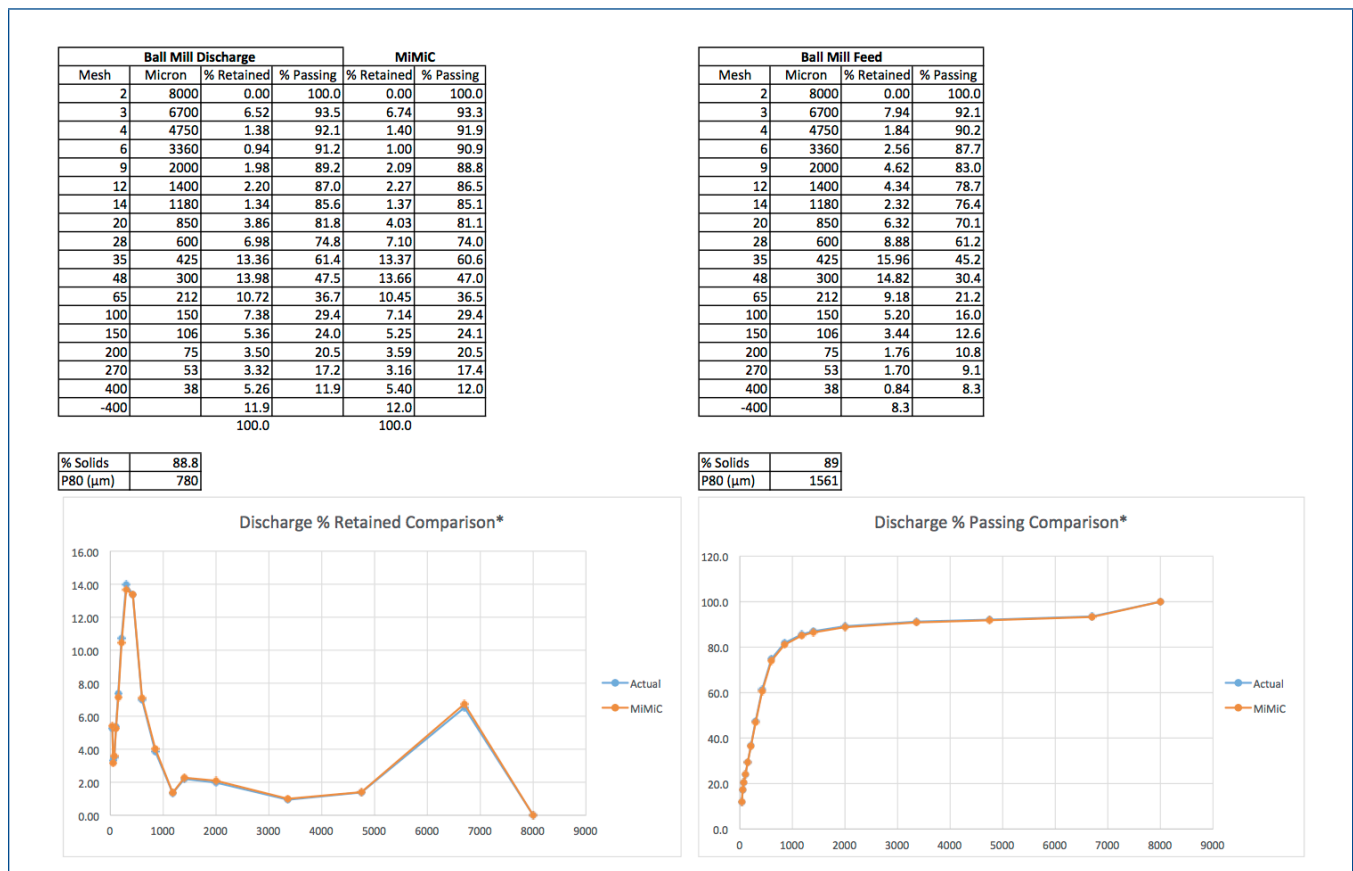 Ball Mill Discharge MiMiC
Mesh Micron % Retained % Passing % Retained % Passing
2 8000 0.00 100.0 0.00 100.0
3 6700 6.52 93.5 6.74 93.3
4 4750 1.38 92.1 1.40 91.9
6 3360 0.94 91.2 1.00 90.9
9 2000 1.98 89.2 2.09 88.8
12 1400 2.20 87.0 2.27 86.5
14 1180 1.34 85.6 1.37 85.1
20 850 3.86 81.8 4.03 81.1
28 600 6.98 74.8 7.10 74.0
35 425 13.36 61.4 13.37 60.6
48 300 13.98 47.5 13.66 47.0
65 212 10.72 36.7 10.45 36.5
100 150 7.38 29.4 7.14 29.4
150 106 5.36 24.0 5.25 24.1
200 75 3.50 20.5 3.59 20.5
270 53 3.32 17.2 3.16 17.4
400 38 5.26 11.9 5.40 12.0
-400 11.9 12.0
100.0 100.0
% Solids 88.8
P80 (µm) 780
Ball Mill Feed
Mesh Micron % Retained % Passing
2 8000 0.00 100.0
3 6700 7.94 92.1
4 4750 1.84 90.2
6 3360 2.56 87.7
9 2000 4.62 83.0
12 1400 4.34 78.7
14 1180 2.32 76.4
20 850 6.32 70.1
28 600 8.88 61.2
35 425 15.96 45.2
48 300 14.82 30.4
65 212 9.18 21.2
100 150 5.20 16.0
150 106 3.44 12.6
200 75 1.76 10.8
270 53 1.70 9.1
400 38 0.84 8.3
-400 8.3
% Solids 89
P80 (µm) 1561
Discharge % Retained Comparison*
16.00
14.00
12.00
10.00
8.00
6.00
4.00
2.00
0.00
0 1000 2000 3000 4000 5000 6000 7000 8000 9000
Actual
MiMiC
Discharge % Passing Comparison*
120.0
100.0
80.0
60.0
40.0
20.0
0.0
0 1000 2000 3000 4000 5000 6000 7000 8000 9000
Actual
MiMiC